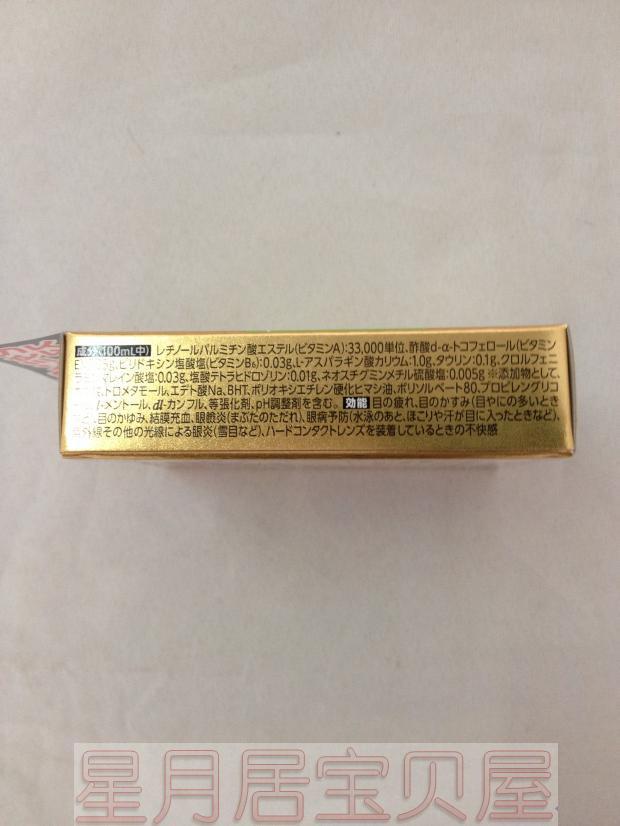 成分(100mL中) レチノールパルミチン酸エステル(ビタミンA):33,000単位、酢酸d-α-トコフェロール(ビタミン
E ピリドキシン塩酸塩(ビタミンB₆):0.03g、L-アスパラギン酸カリウム:1.0g、タウリン:0.1g、クロルフェニ
マレイン酸塩:0.03g、塩酸テトラヒドロゾリン:0.01g、ネオスチグミンメチル硫酸塩:0.005g ※添加物として、
トロメタモール、エデト酸Na、BHT、ポリオキシエチレン硬化ヒマシ油、ポリソルベート80、プロピレングリコ
メントール、dl-カンフル、等張化剤、pH調整剤を含む。 効能 目の疲れ、目のかすみ(目やにの多いとき
目のかゆみ、結膜充血、眼瞼炎(まぶたのただれ)、眼病予防(水泳のあと、ほこりや汗が目に入ったときなど)、
外線その他の光線による眼炎(雪目など)、ハードコンタクトレンズを装着しているときの不快感
星月居宝贝屋